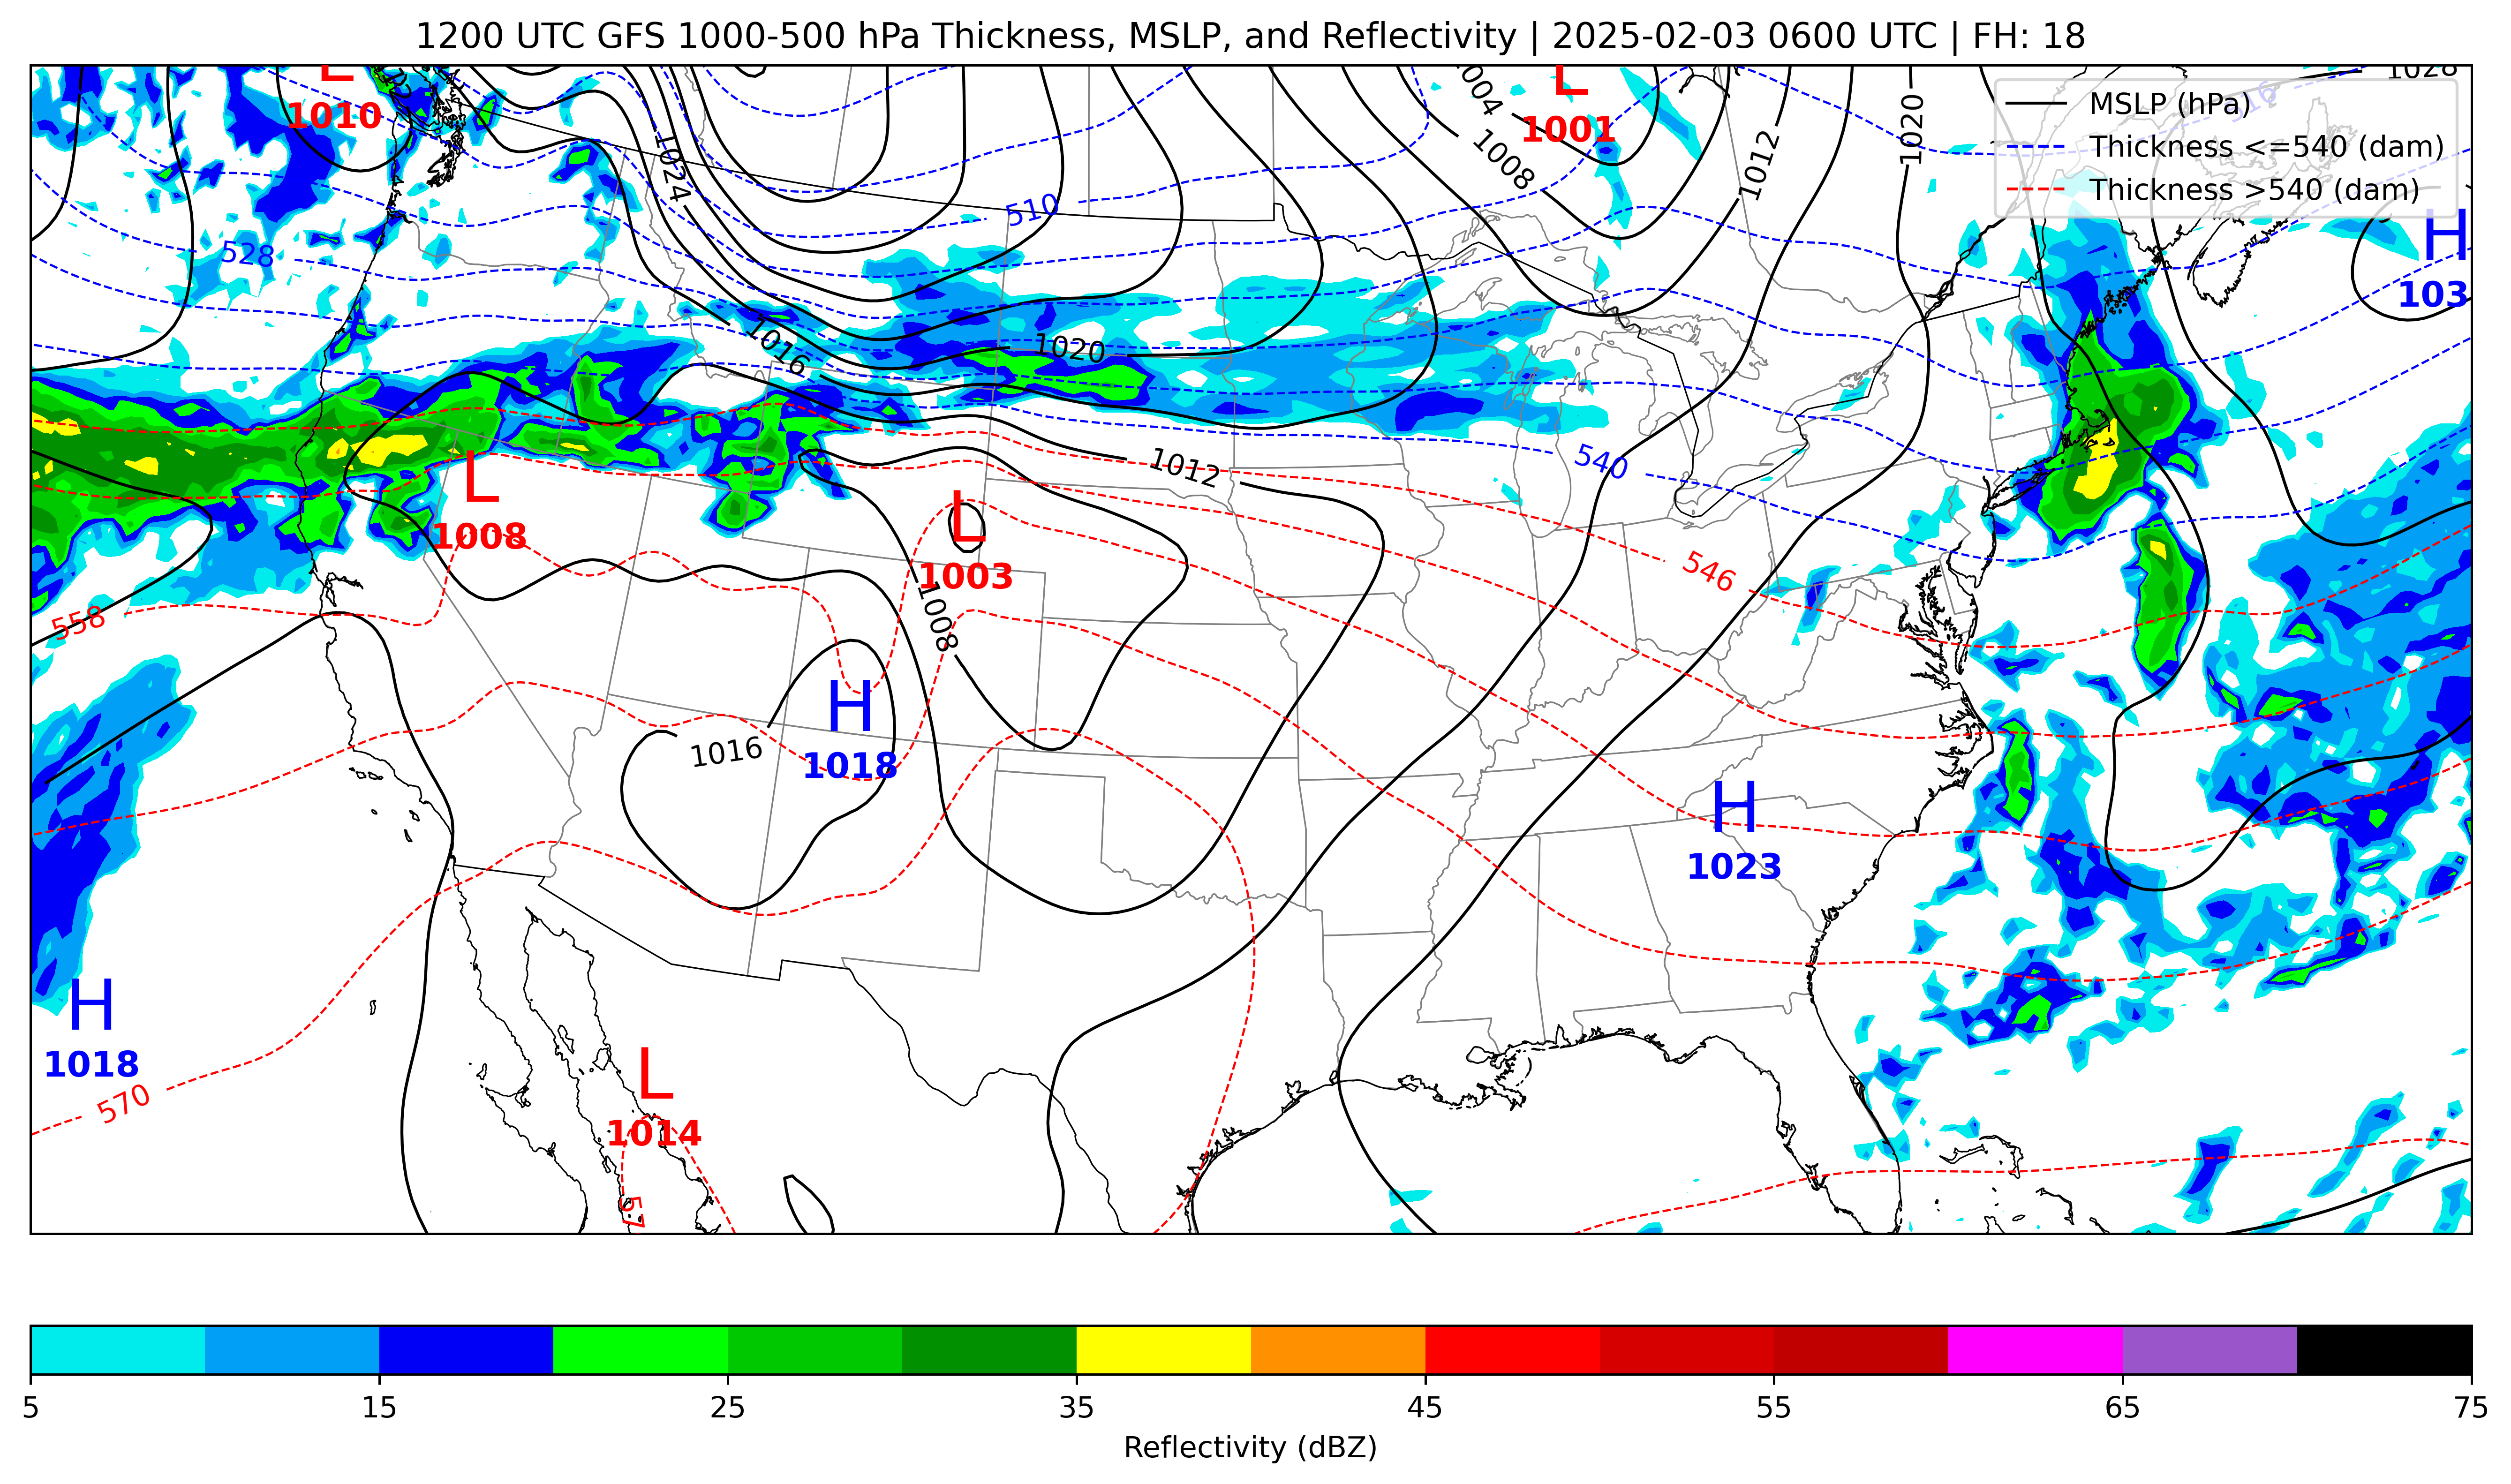 1200 UTC GFS 1000-500 hPa Thickness, MSLP, and Reflectivity | 2025-02-03 0600 UTC | FH: 18
MSLP (hPa)
Thickness <=540 (dam)
Thickness >540 (dam)
1028
L
1010
L
1001
1004
1008
1012
1020
1024
510
528
H
103
1016
1020
1012
540
546
L
1008
L
1003
1008
558
H
1018
1016
H
1023
H
1018
570
L
1014
57
5
15
25
35
45
55
65
75
Reflectivity (dBZ)